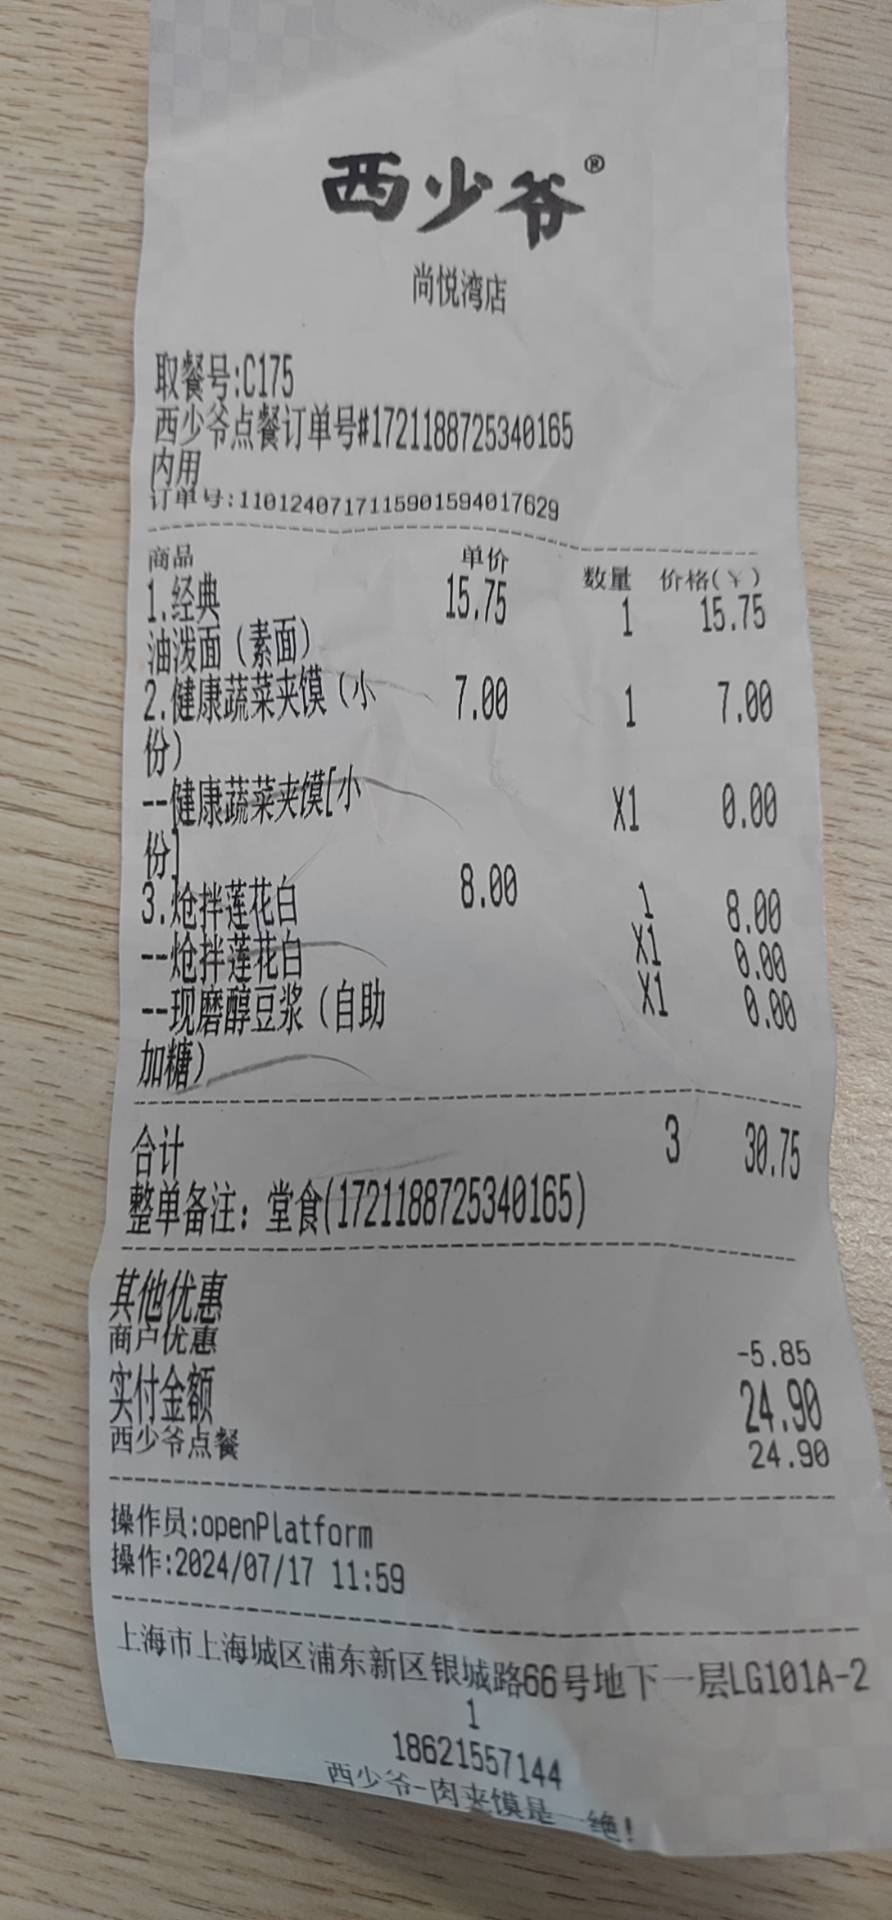 西少爷®
尚悦湾店
取餐号:C175
西少爷点餐订单号#1721188725340165
内用
订单号:1101240717115901594017629
商品 单价 数量 价格(¥)
1.经典 15.75 1 15.75
油泼面(素面)
2.健康蔬菜夹馍(小 7.00 1 7.00
份)
--健康蔬菜夹馍[小 X1 0.00
份]
3.炝拌莲花白 8.00 1 8.00
--炝拌莲花白 X1 0.00
--现磨醇豆浆(自助 X1 0.00
加糖)
合计 3 30.75
整单备注: 堂食(1721188725340165)
其他优惠
商户优惠 -5.85
实付金额 24.90
西少爷点餐 24.90
操作员:openPlatform
操作:2024/07/17 11:59
上海市上海城区浦东新区银城路66号地下一层LG101A-2
1
18621557144
西少爷-肉夹馍是一绝!